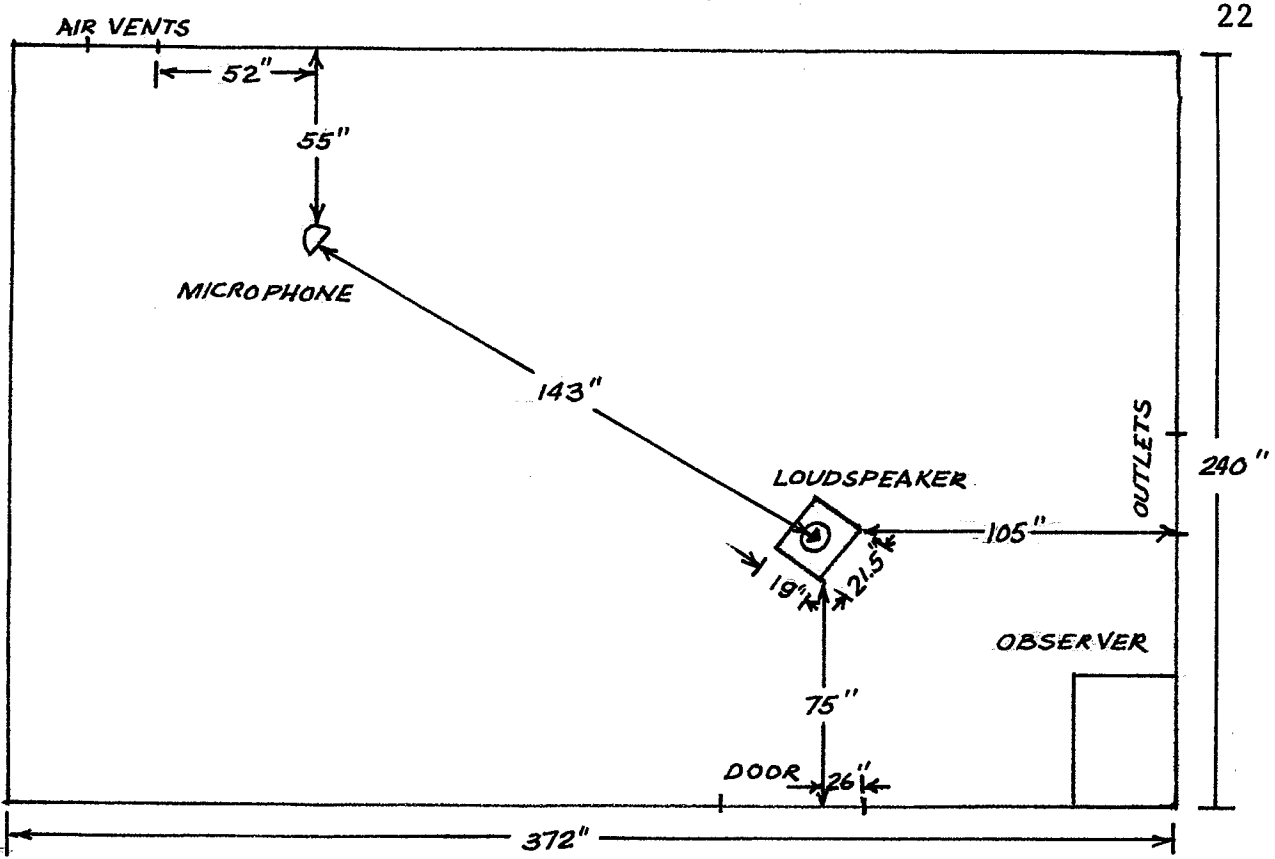 22
AIR VENTS
52"
55"
MICROPHONE
143"
LOUDSPEAKER
OUTLETS
240"
105"
19"
21.5"
OBSERVER
75"
DOOR
26"
372"